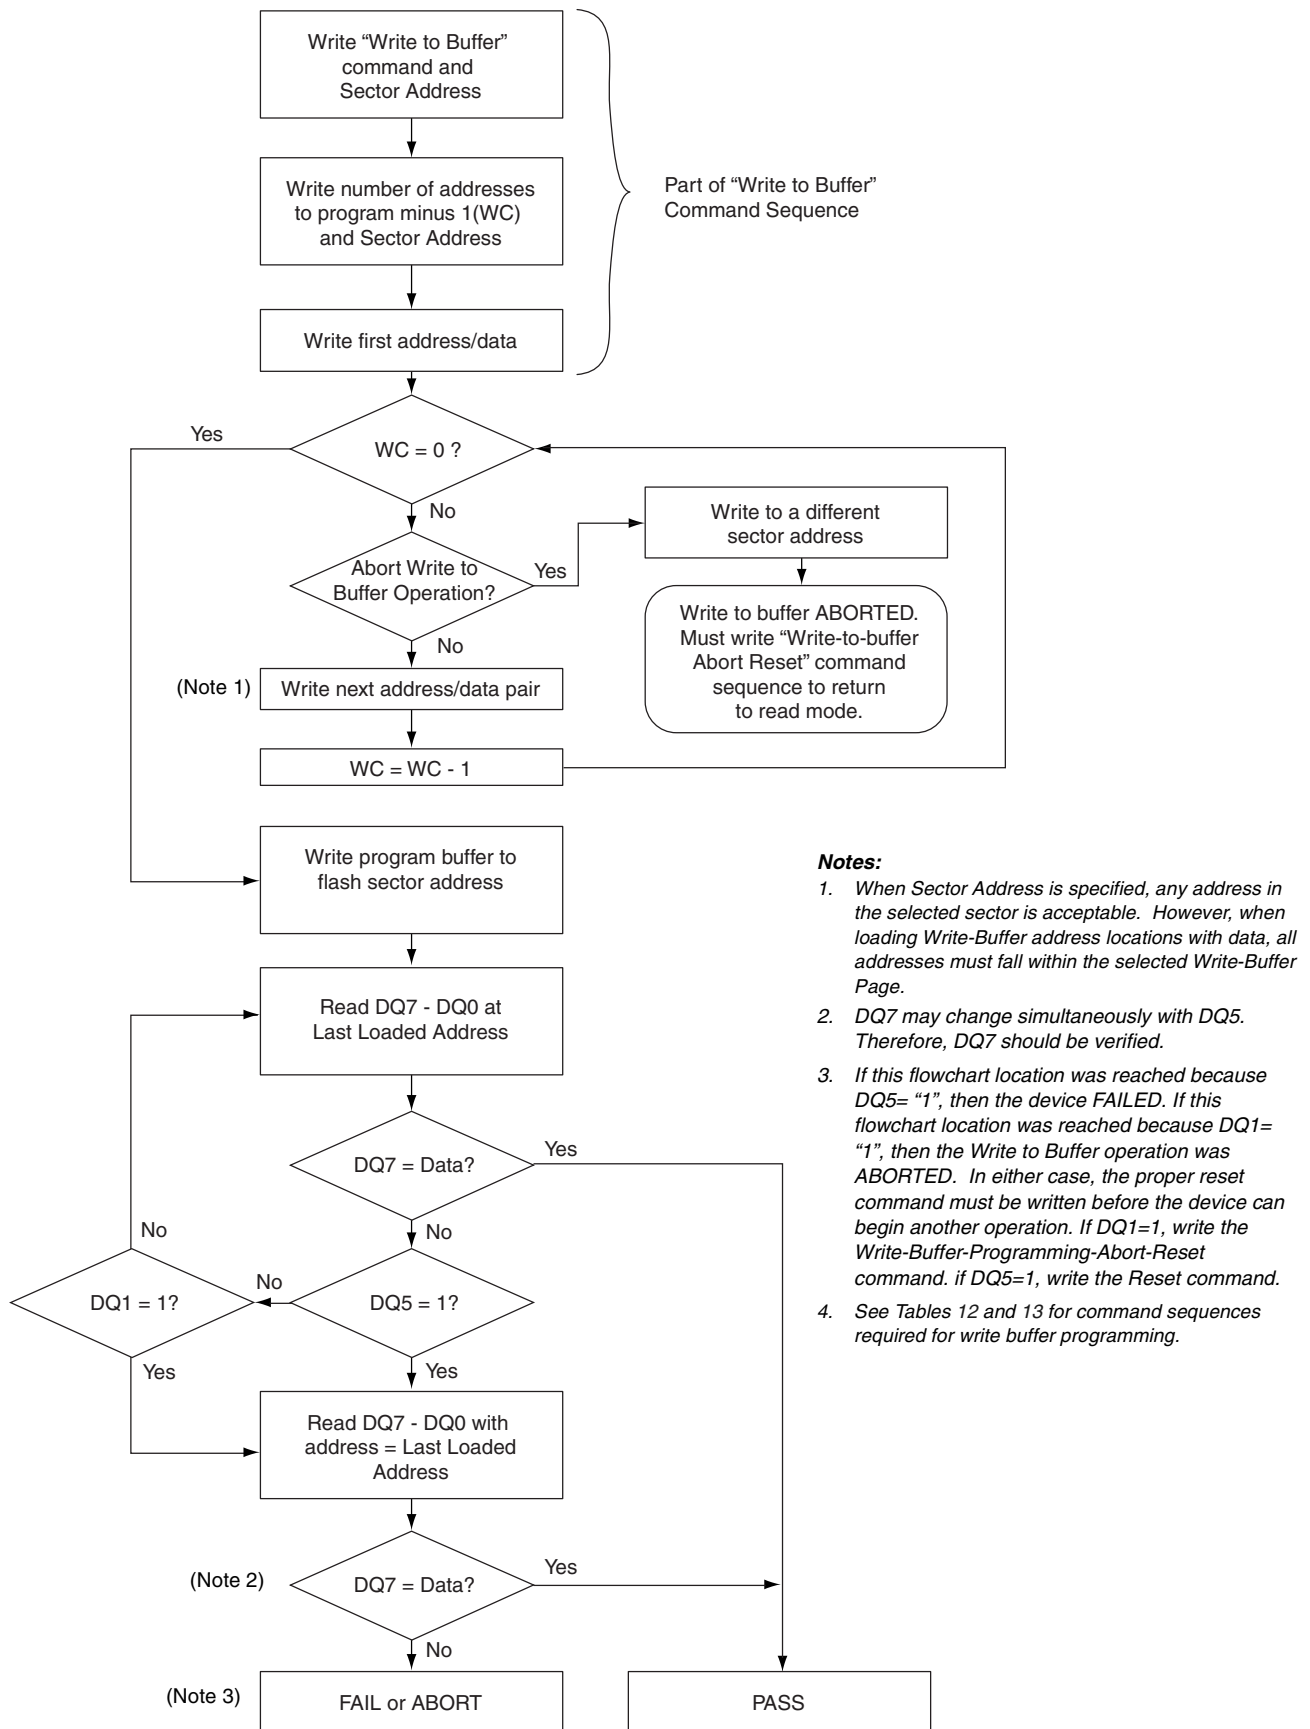 Write “Write to Buffer”
command and
Sector Address
Write number of addresses
to program minus 1(WC)
and Sector Address
Part of “Write to Buffer”
Command Sequence
Write first address/data
Yes
WC = 0 ?
No
Write to a different
sector address
Abort Write to
Buffer Operation?
Yes
Write to buffer ABORTED.
Must write “Write-to-buffer
Abort Reset” command
sequence to return
to read mode.
No
(Note 1)
Write next address/data pair
WC = WC - 1
Write program buffer to
flash sector address
Read DQ7 - DQ0 at
Last Loaded Address
DQ7 = Data?
Yes
No
No
DQ1 = 1?
No
DQ5 = 1?
Yes
Yes
Read DQ7 - DQ0 with
address = Last Loaded
Address
(Note 2)
DQ7 = Data?
Yes
No
(Note 3)
FAIL or ABORT
PASS
Notes:
1. When Sector Address is specified, any address in
the selected sector is acceptable. However, when
loading Write-Buffer address locations with data, all
addresses must fall within the selected Write-Buffer
Page.
2. DQ7 may change simultaneously with DQ5.
Therefore, DQ7 should be verified.
3. If this flowchart location was reached because
DQ5= “1”, then the device FAILED. If this
flowchart location was reached because DQ1=
“1”, then the Write to Buffer operation was
ABORTED. In either case, the proper reset
command must be written before the device can
begin another operation. If DQ1=1, write the
Write-Buffer-Programming-Abort-Reset
command. if DQ5=1, write the Reset command.
4. See Tables 12 and 13 for command sequences
required for write buffer programming.